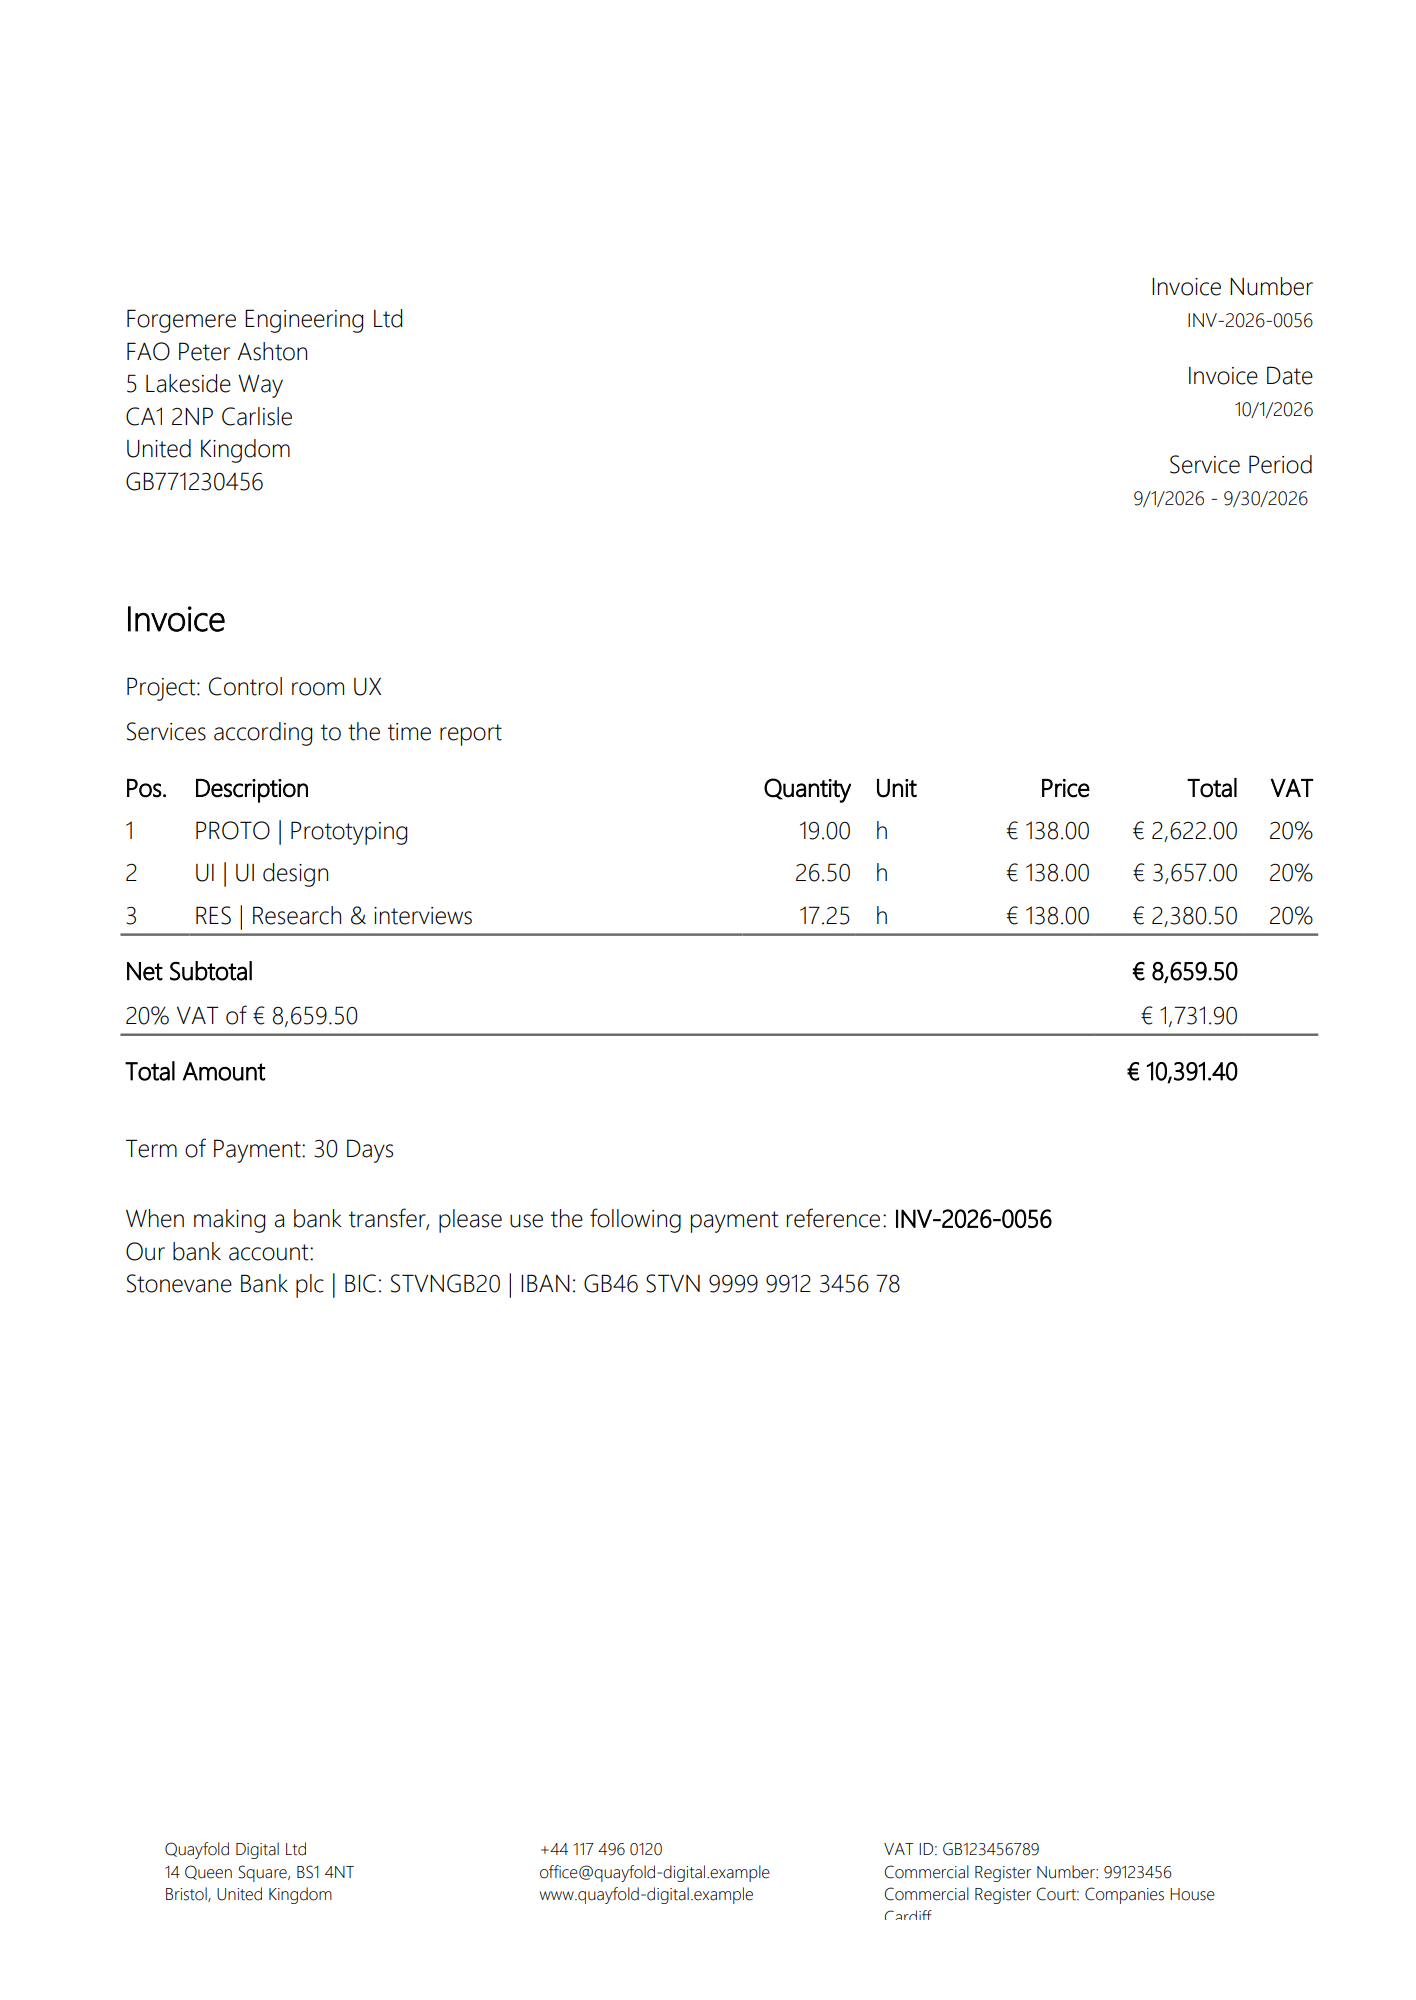 Forgemere Engineering Ltd
FAO Peter Ashton
5 Lakeside Way
CA1 2NP Carlisle
United Kingdom
GB771230456
Invoice Number
INV-2026-0056
Invoice Date
10/1/2026
Service Period
9/1/2026 - 9/30/2026
Invoice
Project: Control room UX
Services according to the time report
Pos. Description Quantity Unit Price Total VAT
1 PROTO | Prototyping 19.00 h € 138.00 € 2,622.00 20%
2 UI | UI design 26.50 h € 138.00 € 3,657.00 20%
3 RES | Research & interviews 17.25 h € 138.00 € 2,380.50 20%
Net Subtotal € 8,659.50
20% VAT of € 8,659.50 € 1,731.90
Total Amount € 10,391.40
Term of Payment: 30 Days
When making a bank transfer, please use the following payment reference: INV-2026-0056
Our bank account:
Stonevane Bank plc | BIC: STVNGB20 | IBAN: GB46 STVN 9999 9912 3456 78
Quayfold Digital Ltd
14 Queen Square, BS1 4NT
Bristol, United Kingdom
+44 117 496 0120
office@quayfold-digital.example
www.quayfold-digital.example
VAT ID: GB123456789
Commercial Register Number: 99123456
Commercial Register Court: Companies House
Cardiff